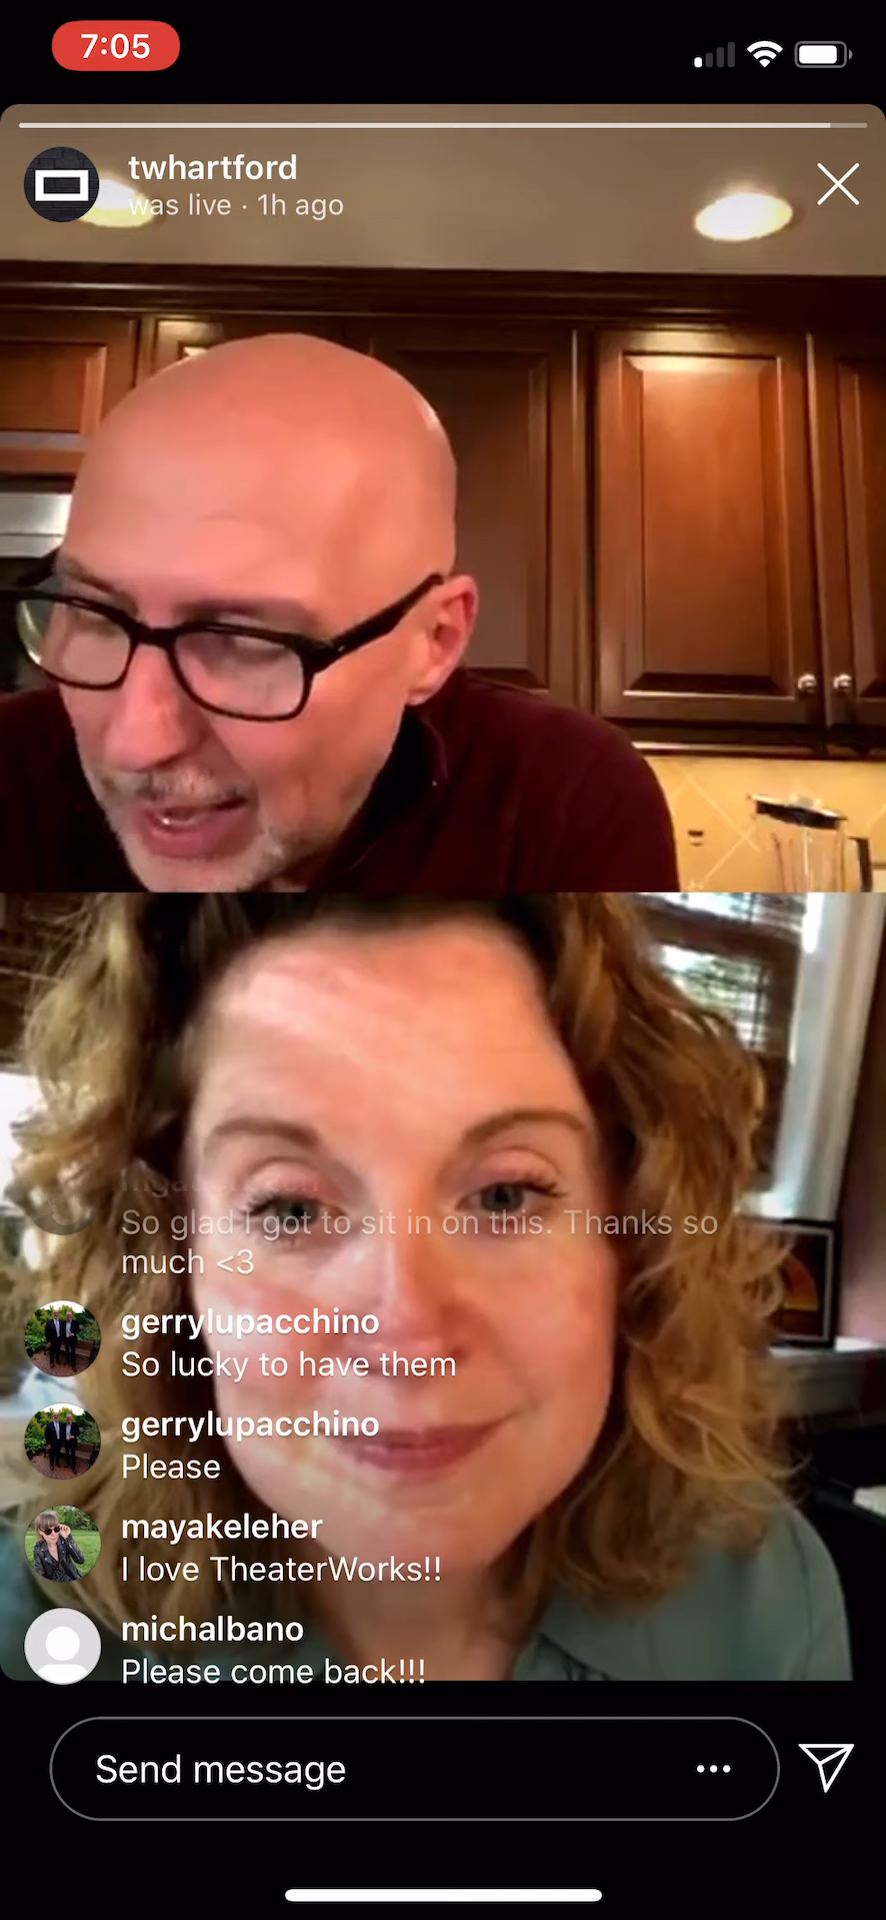 7:05
twhartford
was live · 1h ago
So glad I got to sit in on this. Thanks so
much <3
gerrylupacchino
So lucky to have them
gerrylupacchino
Please
mayakeleher
I love TheaterWorks!!
michalbano
Please come back!!!
Send message